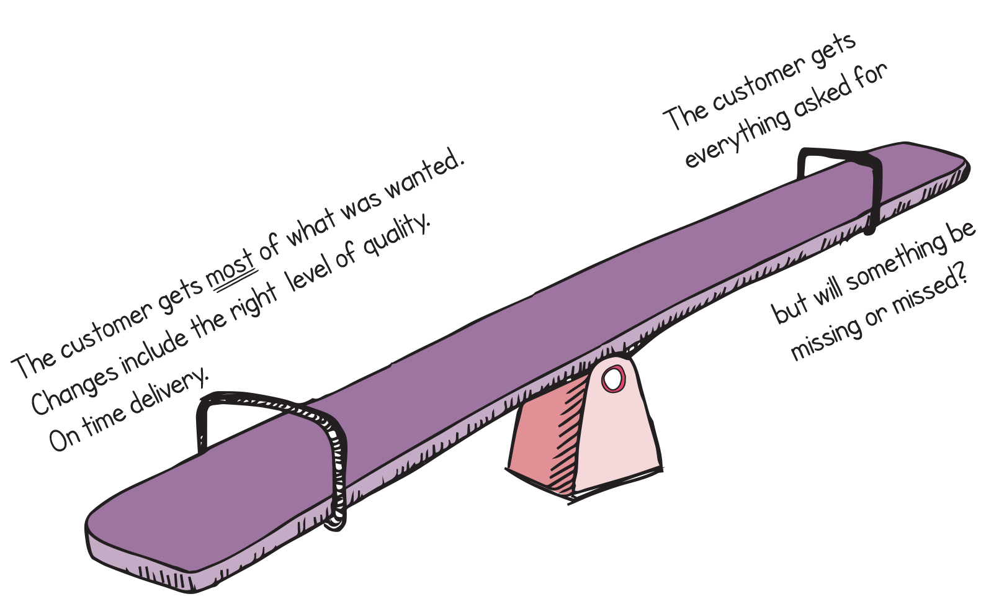 The customer gets most of what was wanted.
Changes include the right level of quality.
On time delivery.
The customer gets
everything asked for
but will something be
missing or missed?